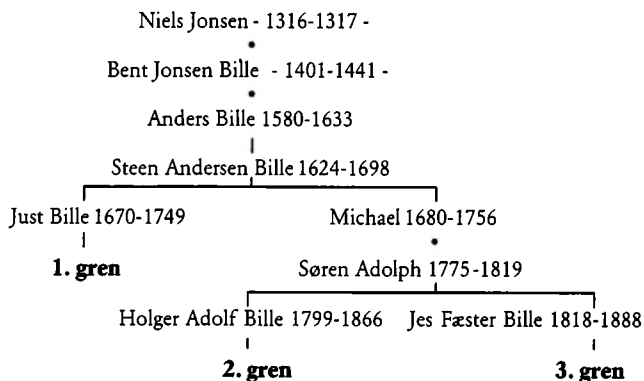 Niels Jonsen - 1316-1317 -
Bent Jonsen Bille - 1401-1441 -
Anders Bille 1580-1633
Steen Andersen Bille 1624-1698
Just Bille 1670-1749 Michael 1680-1756
1. gren
Søren Adolph 1775-1819
Holger Adolf Bille 1799-1866 Jes Fæster Bille 1818-1888
2. gren 3. gren